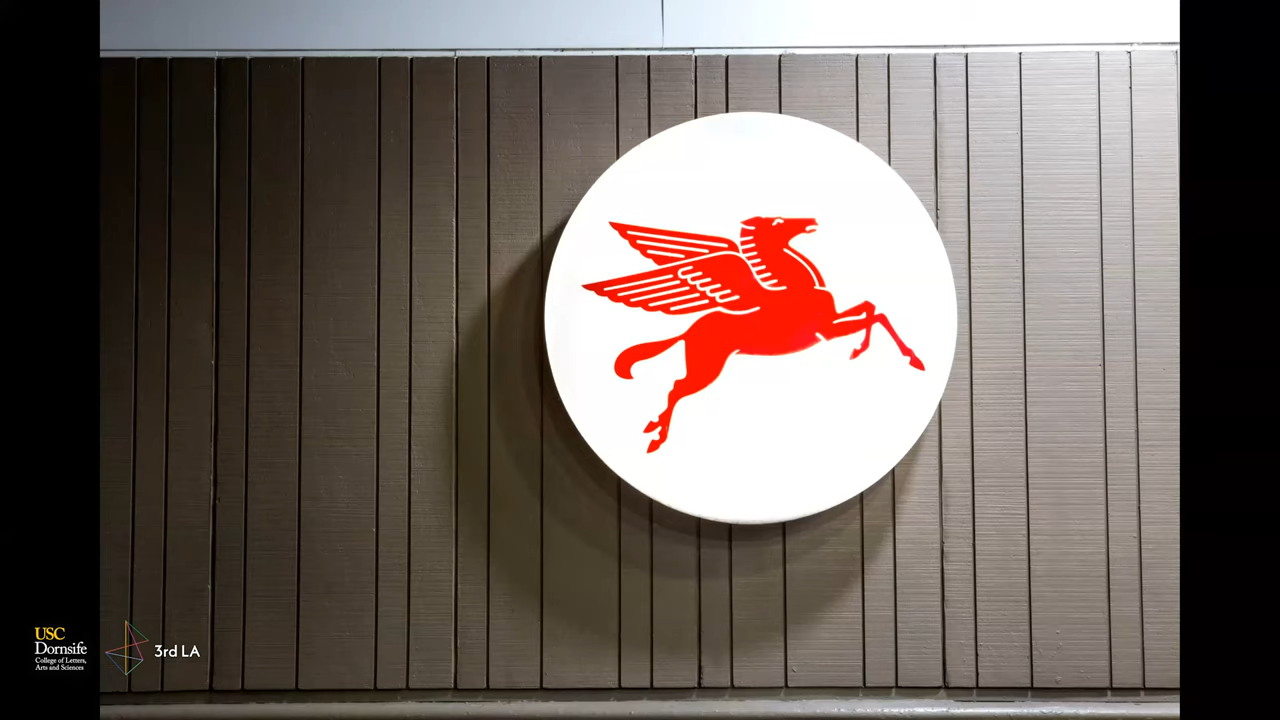 USC
Dornsife
College of Letters,
Arts and Sciences
3rd LA